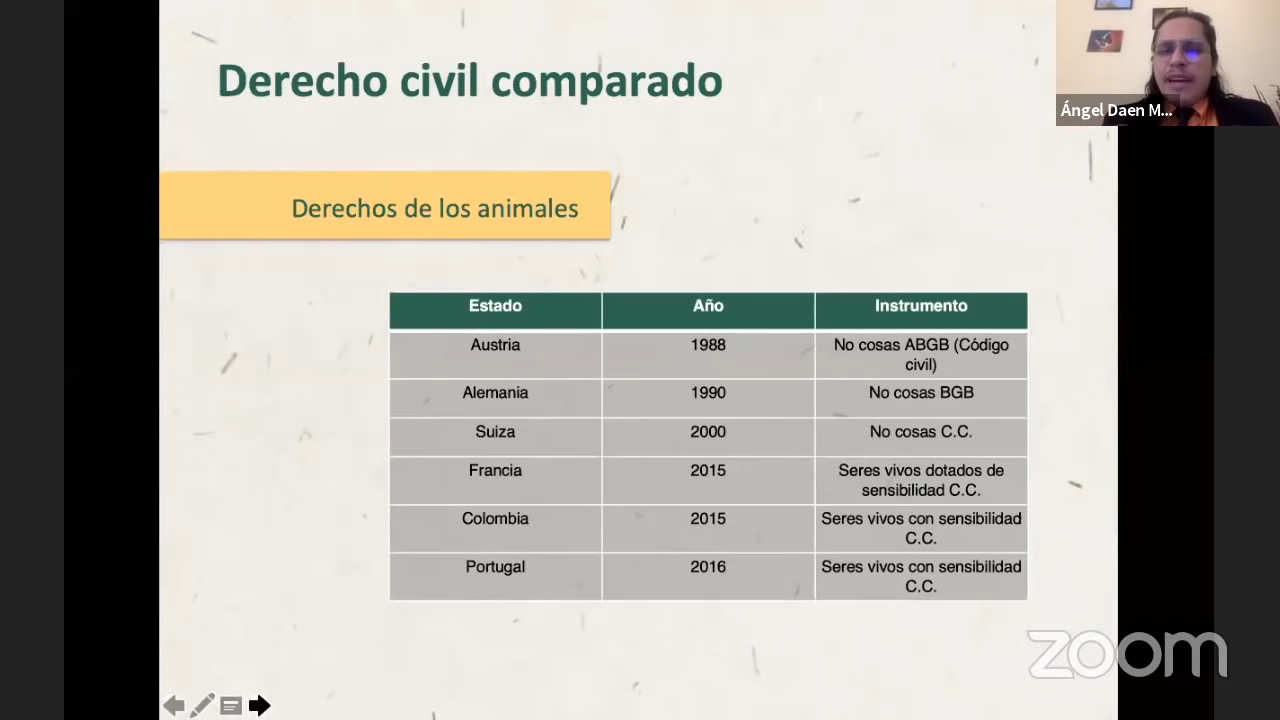 Derecho civil comparado
Ángel Daen M...
Derechos de los animales
Estado Año Instrumento
Austria 1988 No cosas ABGB (Código
civil)
Alemania 1990 No cosas BGB
Suiza 2000 No cosas C.C.
Francia 2015 Seres vivos dotados de
sensibilidad C.C.
Colombia 2015 Seres vivos con sensibilidad
C.C.
Portugal 2016 Seres vivos con sensibilidad
C.C.
zoom